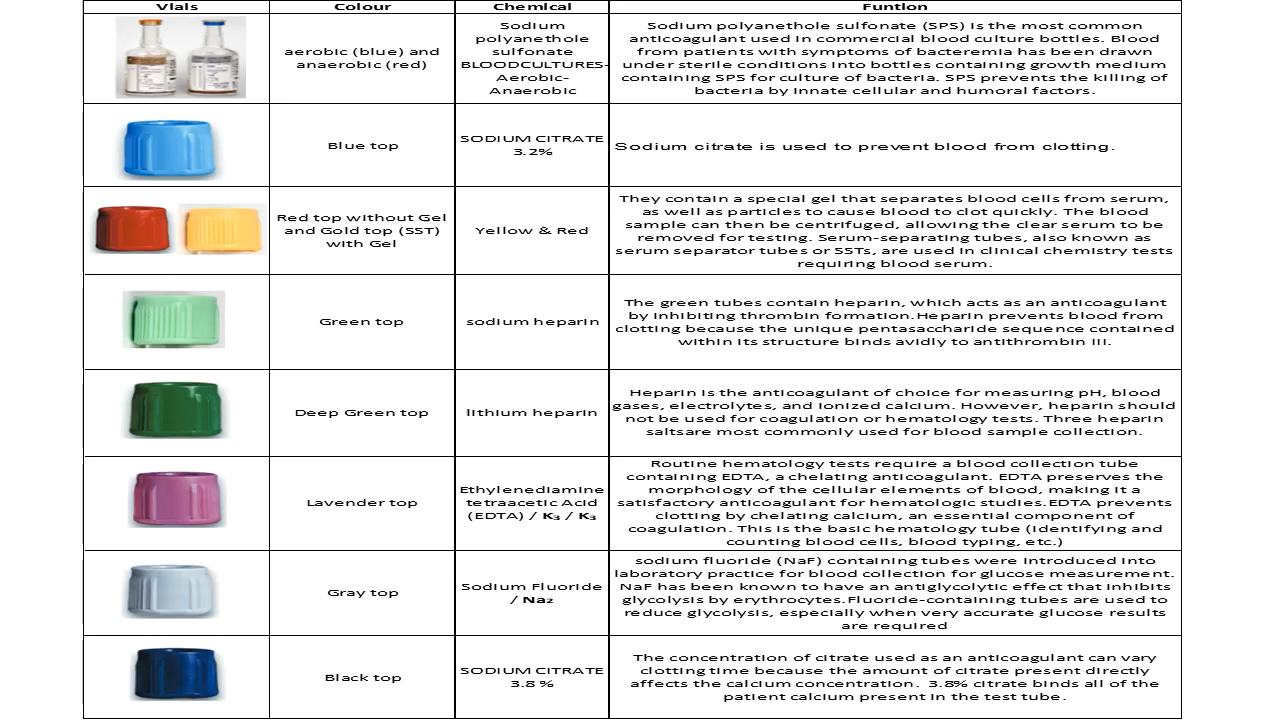 Vials Colour Chemical Funtion
aerobic (blue) and
anaerobic (red)
Sodium
polyanethole
sulfonate
BLOODCULTURES-
Aerobic-
Anaerobic
Sodium polyanethole sulfonate (SPS) is the most common
anticoagulant used in commercial blood culture bottles. Blood
from patients with symptoms of bacteremia has been drawn
under sterile conditions into bottles containing growth medium
containing SPS for culture of bacteria. SPS prevents the killing of
bacteria by innate cellular and humoral factors.
Blue top
SODIUM CITRATE
3.2%
Sodium citrate is used to prevent blood from clotting.
Red top without Gel
and Gold top (SST)
with Gel
Yellow & Red
They contain a special gel that separates blood cells from serum,
as well as particles to cause blood to clot quickly. The blood
sample can then be centrifuged, allowing the clear serum to be
removed for testing. Serum-separating tubes, also known as
serum separator tubes or SSTs, are used in clinical chemistry tests
requiring blood serum.
Green top
sodium heparin
The green tubes contain heparin, which acts as an anticoagulant
by inhibiting thrombin formation.Heparin prevents blood from
clotting because the unique pentasaccharide sequence contained
within its structure binds avidly to antithrombin III.
Deep Green top
lithium heparin
Heparin is the anticoagulant of choice for measuring pH, blood
gases, electrolytes, and ionized calcium. However, heparin should
not be used for coagulation or hematology tests. Three heparin
saltsare most commonly used for blood sample collection.
Lavender top
Ethylenediamine
tetraacetic Acid
(EDTA) / K₃ / K₃
Routine hematology tests require a blood collection tube
containing EDTA, a chelating anticoagulant. EDTA preserves the
morphology of the cellular elements of blood, making it a
satisfactory anticoagulant for hematologic studies.EDTA prevents
clotting by chelating calcium, an essential component of
coagulation. This is the basic hematology tube (identifying and
counting blood cells, blood typing, etc.)
Gray top
Sodium Fluoride
/ Na₂
sodium fluoride (NaF) containing tubes were introduced into
laboratory practice for blood collection for glucose measurement.
NaF has been known to have an antiglycolytic effect that inhibits
glycolysis by erythrocytes.Fluoride-containing tubes are used to
reduce glycolysis, especially when very accurate glucose results
are required
Black top
SODIUM CITRATE
3.8 %
The concentration of citrate used as an anticoagulant can vary
clotting time because the amount of citrate present directly
affects the calcium concentration. 3.8% citrate binds all of the
patient calcium present in the test tube.